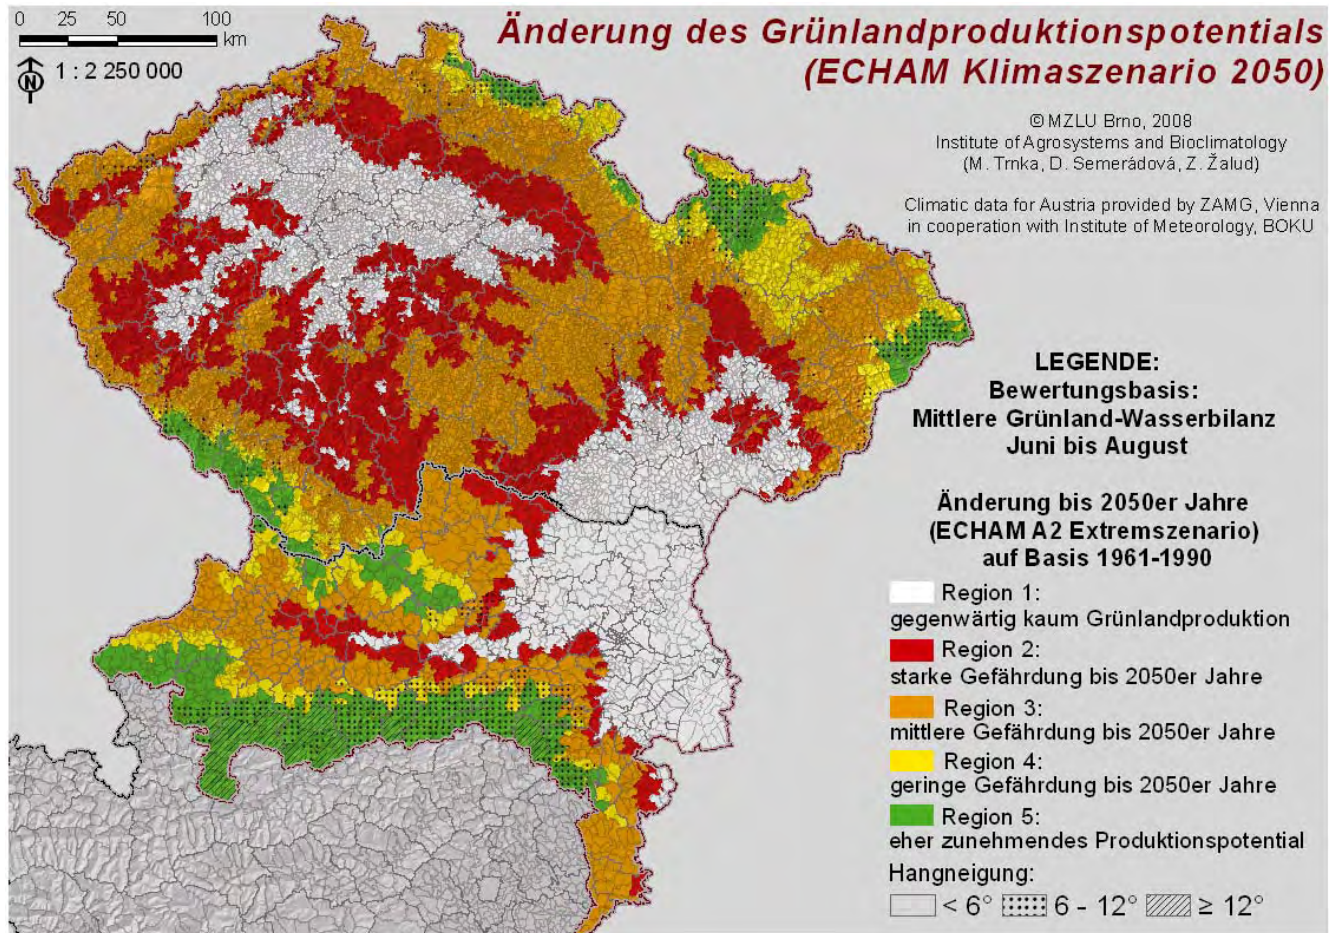 0 25 50 100
km
N
1 : 2 250 000
Änderung des Grünlandproduktionspotentials
(ECHAM Klimaszenario 2050)
© MZLU Brno, 2008
Institute of Agrosystems and Bioclimatology
(M. Trnka, D. Semerádová, Z. Žalud)
Climatic data for Austria provided by ZAMG, Vienna
in cooperation with Institute of Meteorology, BOKU
LEGENDE:
Bewertungsbasis:
Mittlere Grünland-Wasserbilanz
Juni bis August
Änderung bis 2050er Jahre
(ECHAM A2 Extremszenario)
auf Basis 1961-1990
Region 1:
gegenwärtig kaum Grünlandproduktion
Region 2:
starke Gefährdung bis 2050er Jahre
Region 3:
mittlere Gefährdung bis 2050er Jahre
Region 4:
geringe Gefährdung bis 2050er Jahre
Region 5:
eher zunehmendes Produktionspotential
Hangneigung:
< 6° 6 - 12° ≥ 12°